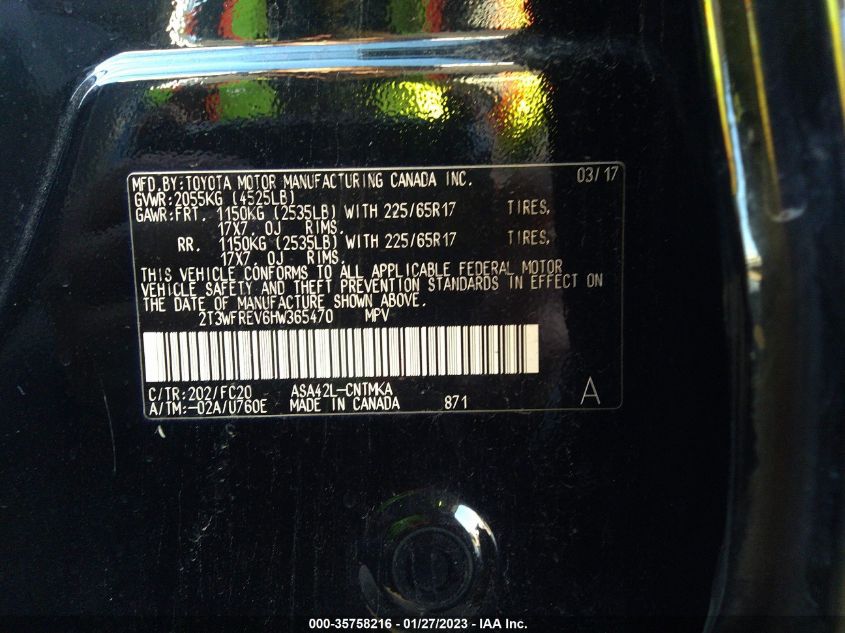 MFD.BY:TOYOTA MOTOR MANUFACTURING CANADA INC. 03/17
GVWR:2055KG (4525LB)
GAWR:FRT. 1150KG (2535LB) WITH 225/65R17 TIRES,
17X7.0J RIMS.
RR. 1150KG (2535LB) WITH 225/65R17 TIRES,
17X7.0J RIMS.
THIS VEHICLE CONFORMS TO ALL APPLICABLE FEDERAL MOTOR
VEHICLE SAFETY AND THEFT PREVENTION STANDARDS IN EFFECT ON
THE DATE OF MANUFACTURE SHOWN ABOVE.
2T3WFREV6HW365470 MPV
C/TR:202/FC20 ASA42L-CNTMKA
A/TM:-02A/U760E MADE IN CANADA 871 A
000-35758216 - 01/27/2023 - IAA Inc.